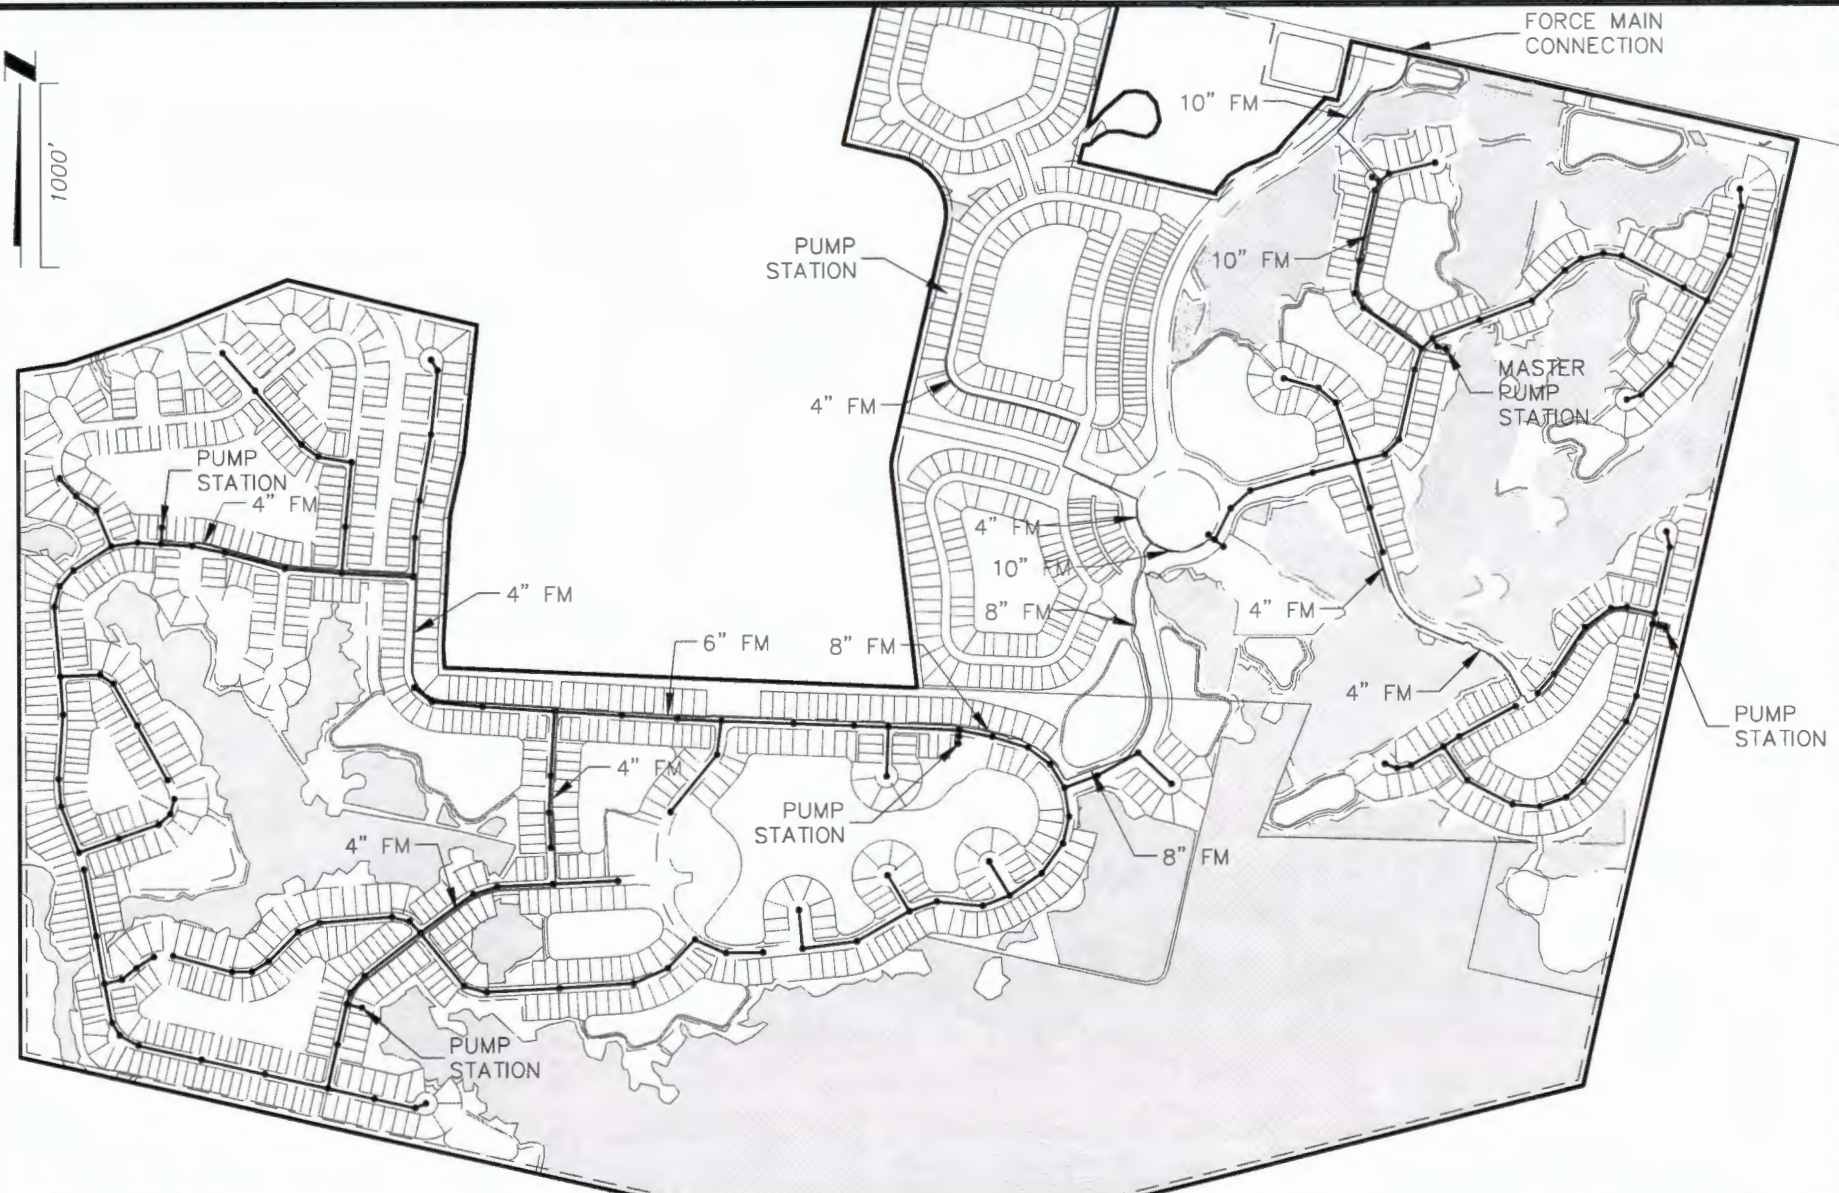 FORCE MAIN
CONNECTION
1000'
10" FM
PUMP
STATION
10" FM
4" FM
MASTER
PUMP
STATION
PUMP
STATION
4" FM
4" FM
10" FM
4" FM
8" FM
4" FM
6" FM
8" FM
4" FM
PUMP
STATION
4" FM
PUMP
STATION
4" FM
8" FM
PUMP
STATION